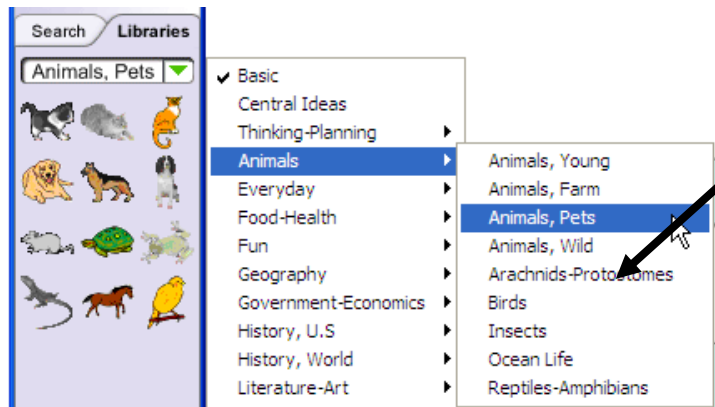 Search Libraries
Animals, Pets
Basic
Central Ideas
Thinking-Planning
Animals
Everyday
Food-Health
Fun
Geography
Government-Economics
History, U.S
History, World
Literature-Art
Animals, Young
Animals, Farm
Animals, Pets
Animals, Wild
Arachnids-Protostomes
Birds
Insects
Ocean Life
Reptiles-Amphibians